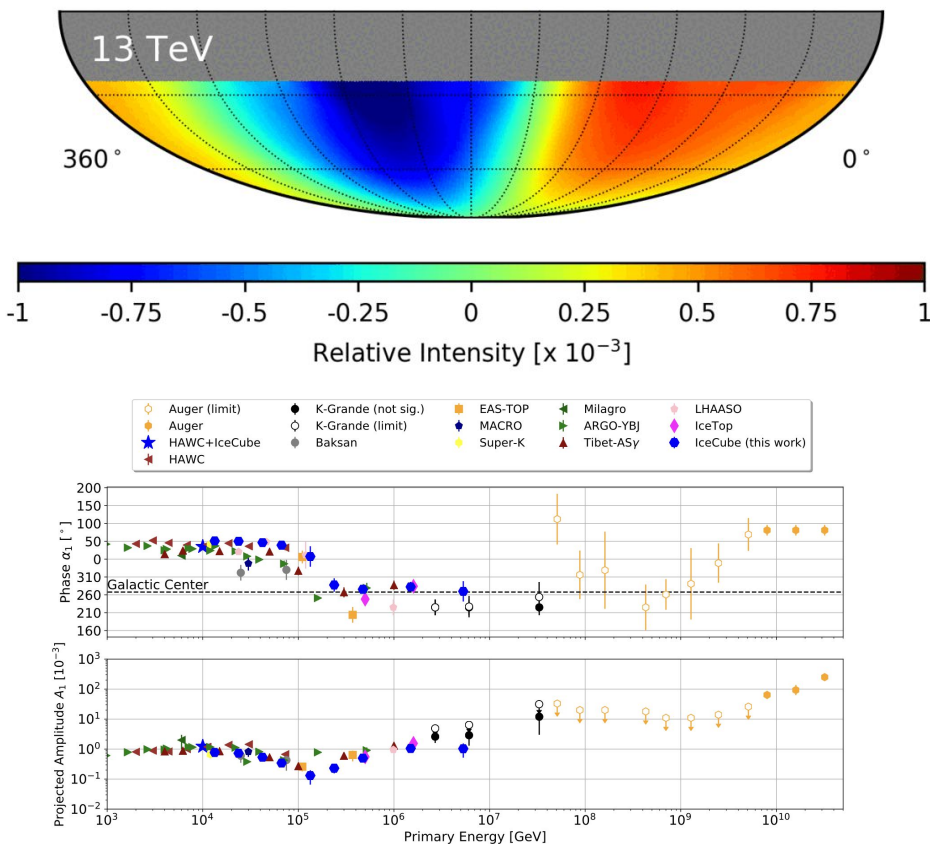 13 TeV
360° 0°
-1 -0.75 -0.5 -0.25 0 0.25 0.5 0.75 1
Relative Intensity [x 10⁻³]
Auger (limit) K-Grande (not sig.) EAS-TOP Milagro LHAASO
Auger K-Grande (limit) MACRO ARGO-YBJ IceTop
HAWC+IceCube Baksan Super-K Tibet-ASγ IceCube (this work)
HAWC
Phase α₁ [°]
200
150
100
50
0
310
Galactic Center
260
210
160
Projected Amplitude A₁ [10⁻³]
10³
10²
10¹
10⁰
10⁻¹
10⁻²
10³ 10⁴ 10⁵ 10⁶ 10⁷ 10⁸ 10⁹ 10¹⁰
Primary Energy [GeV]